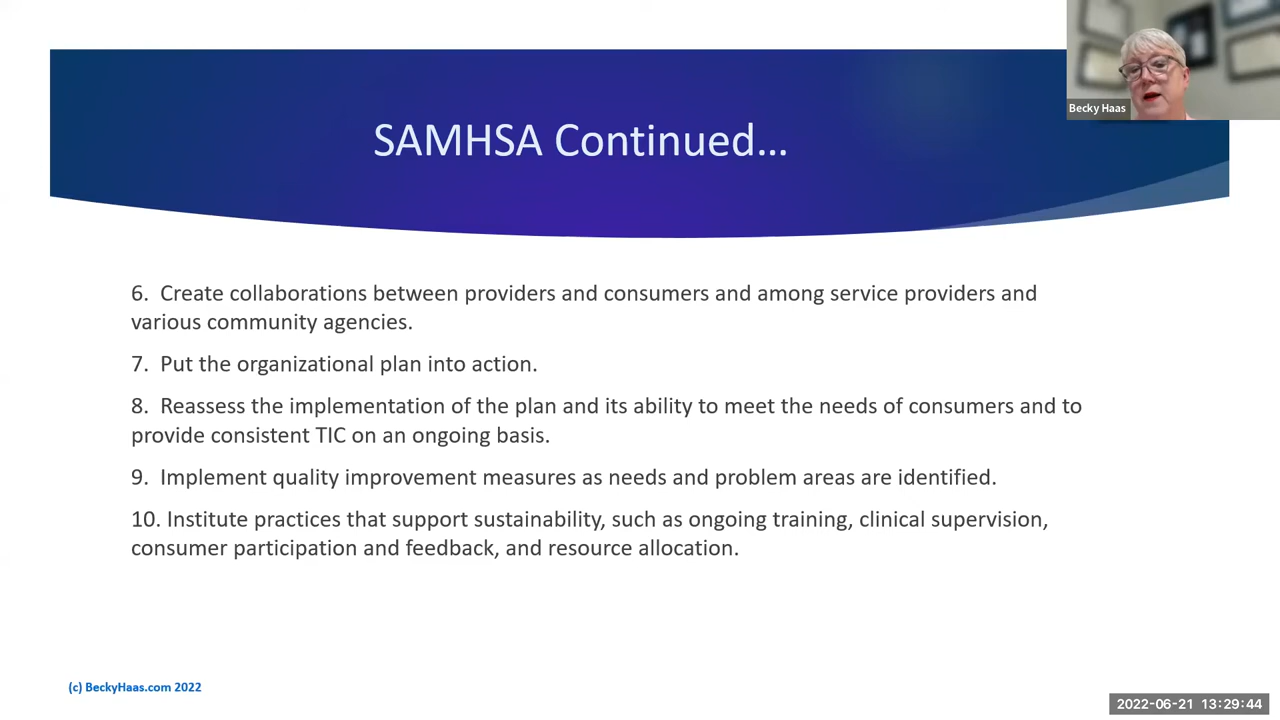 Becky Haas
SAMHSA Continued...
6. Create collaborations between providers and consumers and among service providers and
various community agencies.
7. Put the organizational plan into action.
8. Reassess the implementation of the plan and its ability to meet the needs of consumers and to
provide consistent TIC on an ongoing basis.
9. Implement quality improvement measures as needs and problem areas are identified.
10. Institute practices that support sustainability, such as ongoing training, clinical supervision,
consumer participation and feedback, and resource allocation.
(c) BeckyHaas.com 2022
2022-06-21 13:29:44